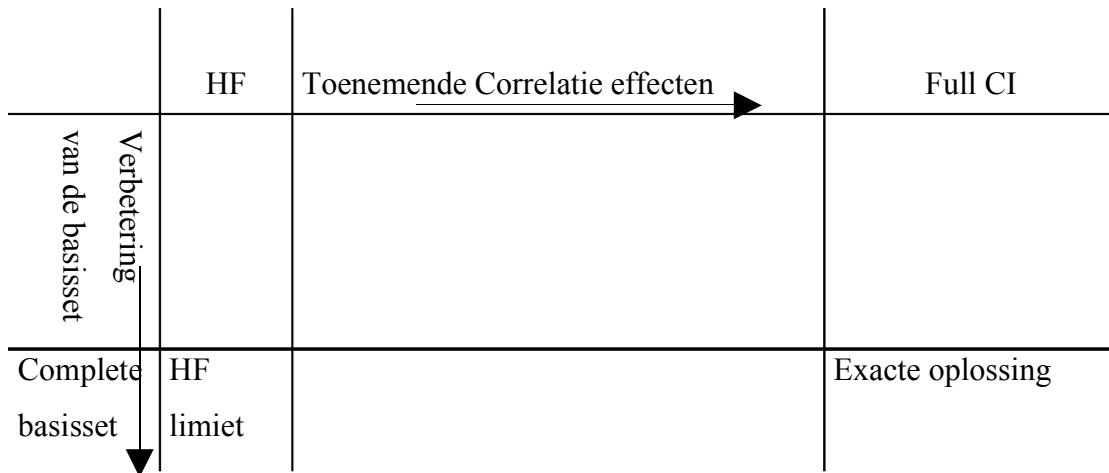 HF
Toenemende Correlatie effecten
Full CI
Verbetering
van de basisset
Complete
basisset
HF
limiet
Exacte oplossing